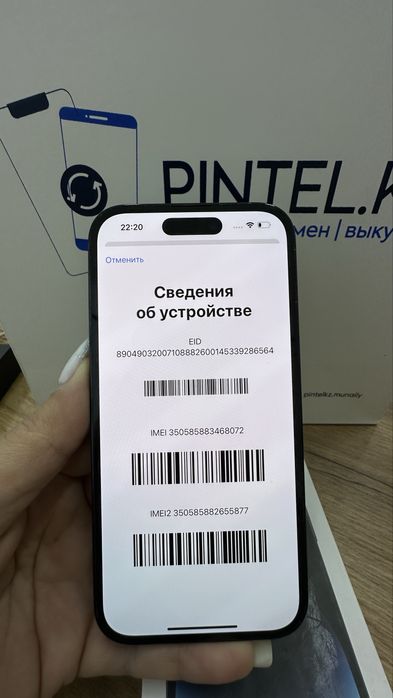 PINTEL.K
мен | выку
22:20
Отменить
Сведения
об устройстве
EID
89049032007108882600145339286564
IMEI 350585883468072
IMEI2 350585882655877
pintelkz.munaily